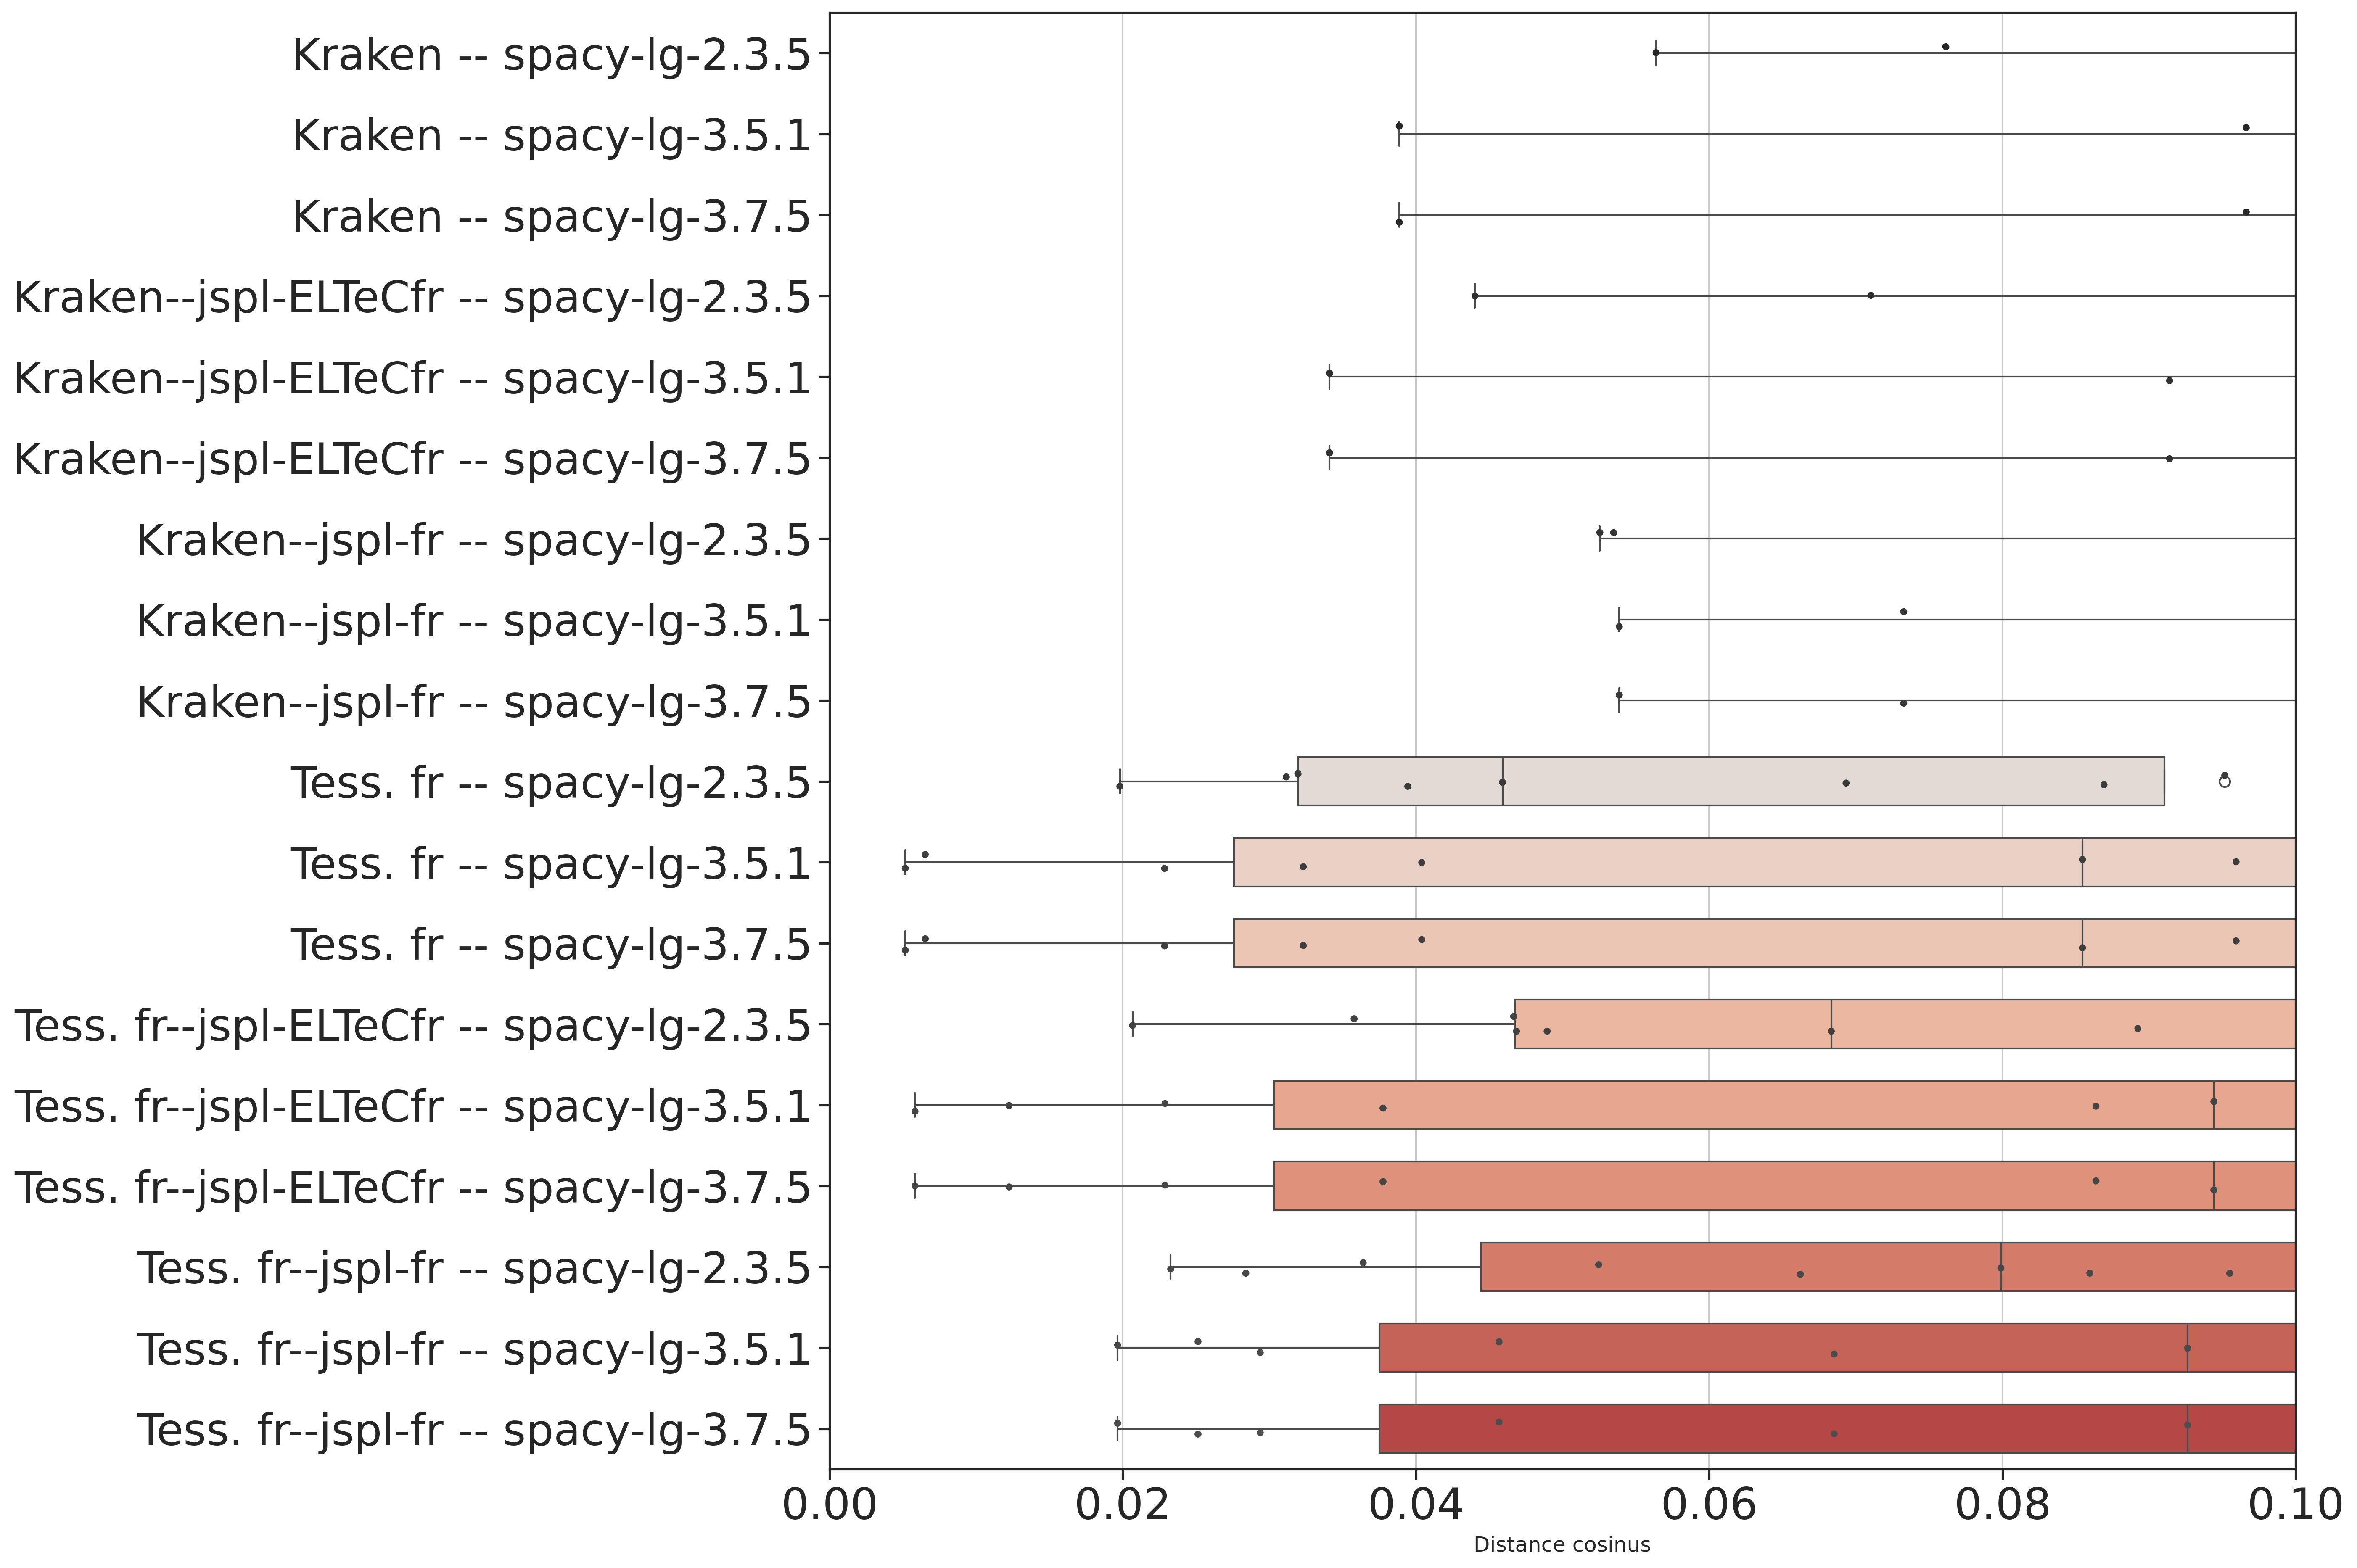 Kraken -- spacy-lg-2.3.5
Kraken -- spacy-lg-3.5.1
Kraken -- spacy-lg-3.7.5
Kraken--jspl-ELTeCfr -- spacy-lg-2.3.5
Kraken--jspl-ELTeCfr -- spacy-lg-3.5.1
Kraken--jspl-ELTeCfr -- spacy-lg-3.7.5
Kraken--jspl-fr -- spacy-lg-2.3.5
Kraken--jspl-fr -- spacy-lg-3.5.1
Kraken--jspl-fr -- spacy-lg-3.7.5
Tess. fr -- spacy-lg-2.3.5
Tess. fr -- spacy-lg-3.5.1
Tess. fr -- spacy-lg-3.7.5
Tess. fr--jspl-ELTeCfr -- spacy-lg-2.3.5
Tess. fr--jspl-ELTeCfr -- spacy-lg-3.5.1
Tess. fr--jspl-ELTeCfr -- spacy-lg-3.7.5
Tess. fr--jspl-fr -- spacy-lg-2.3.5
Tess. fr--jspl-fr -- spacy-lg-3.5.1
Tess. fr--jspl-fr -- spacy-lg-3.7.5
0.00 0.02 0.04 0.06 0.08 0.10
Distance cosinus